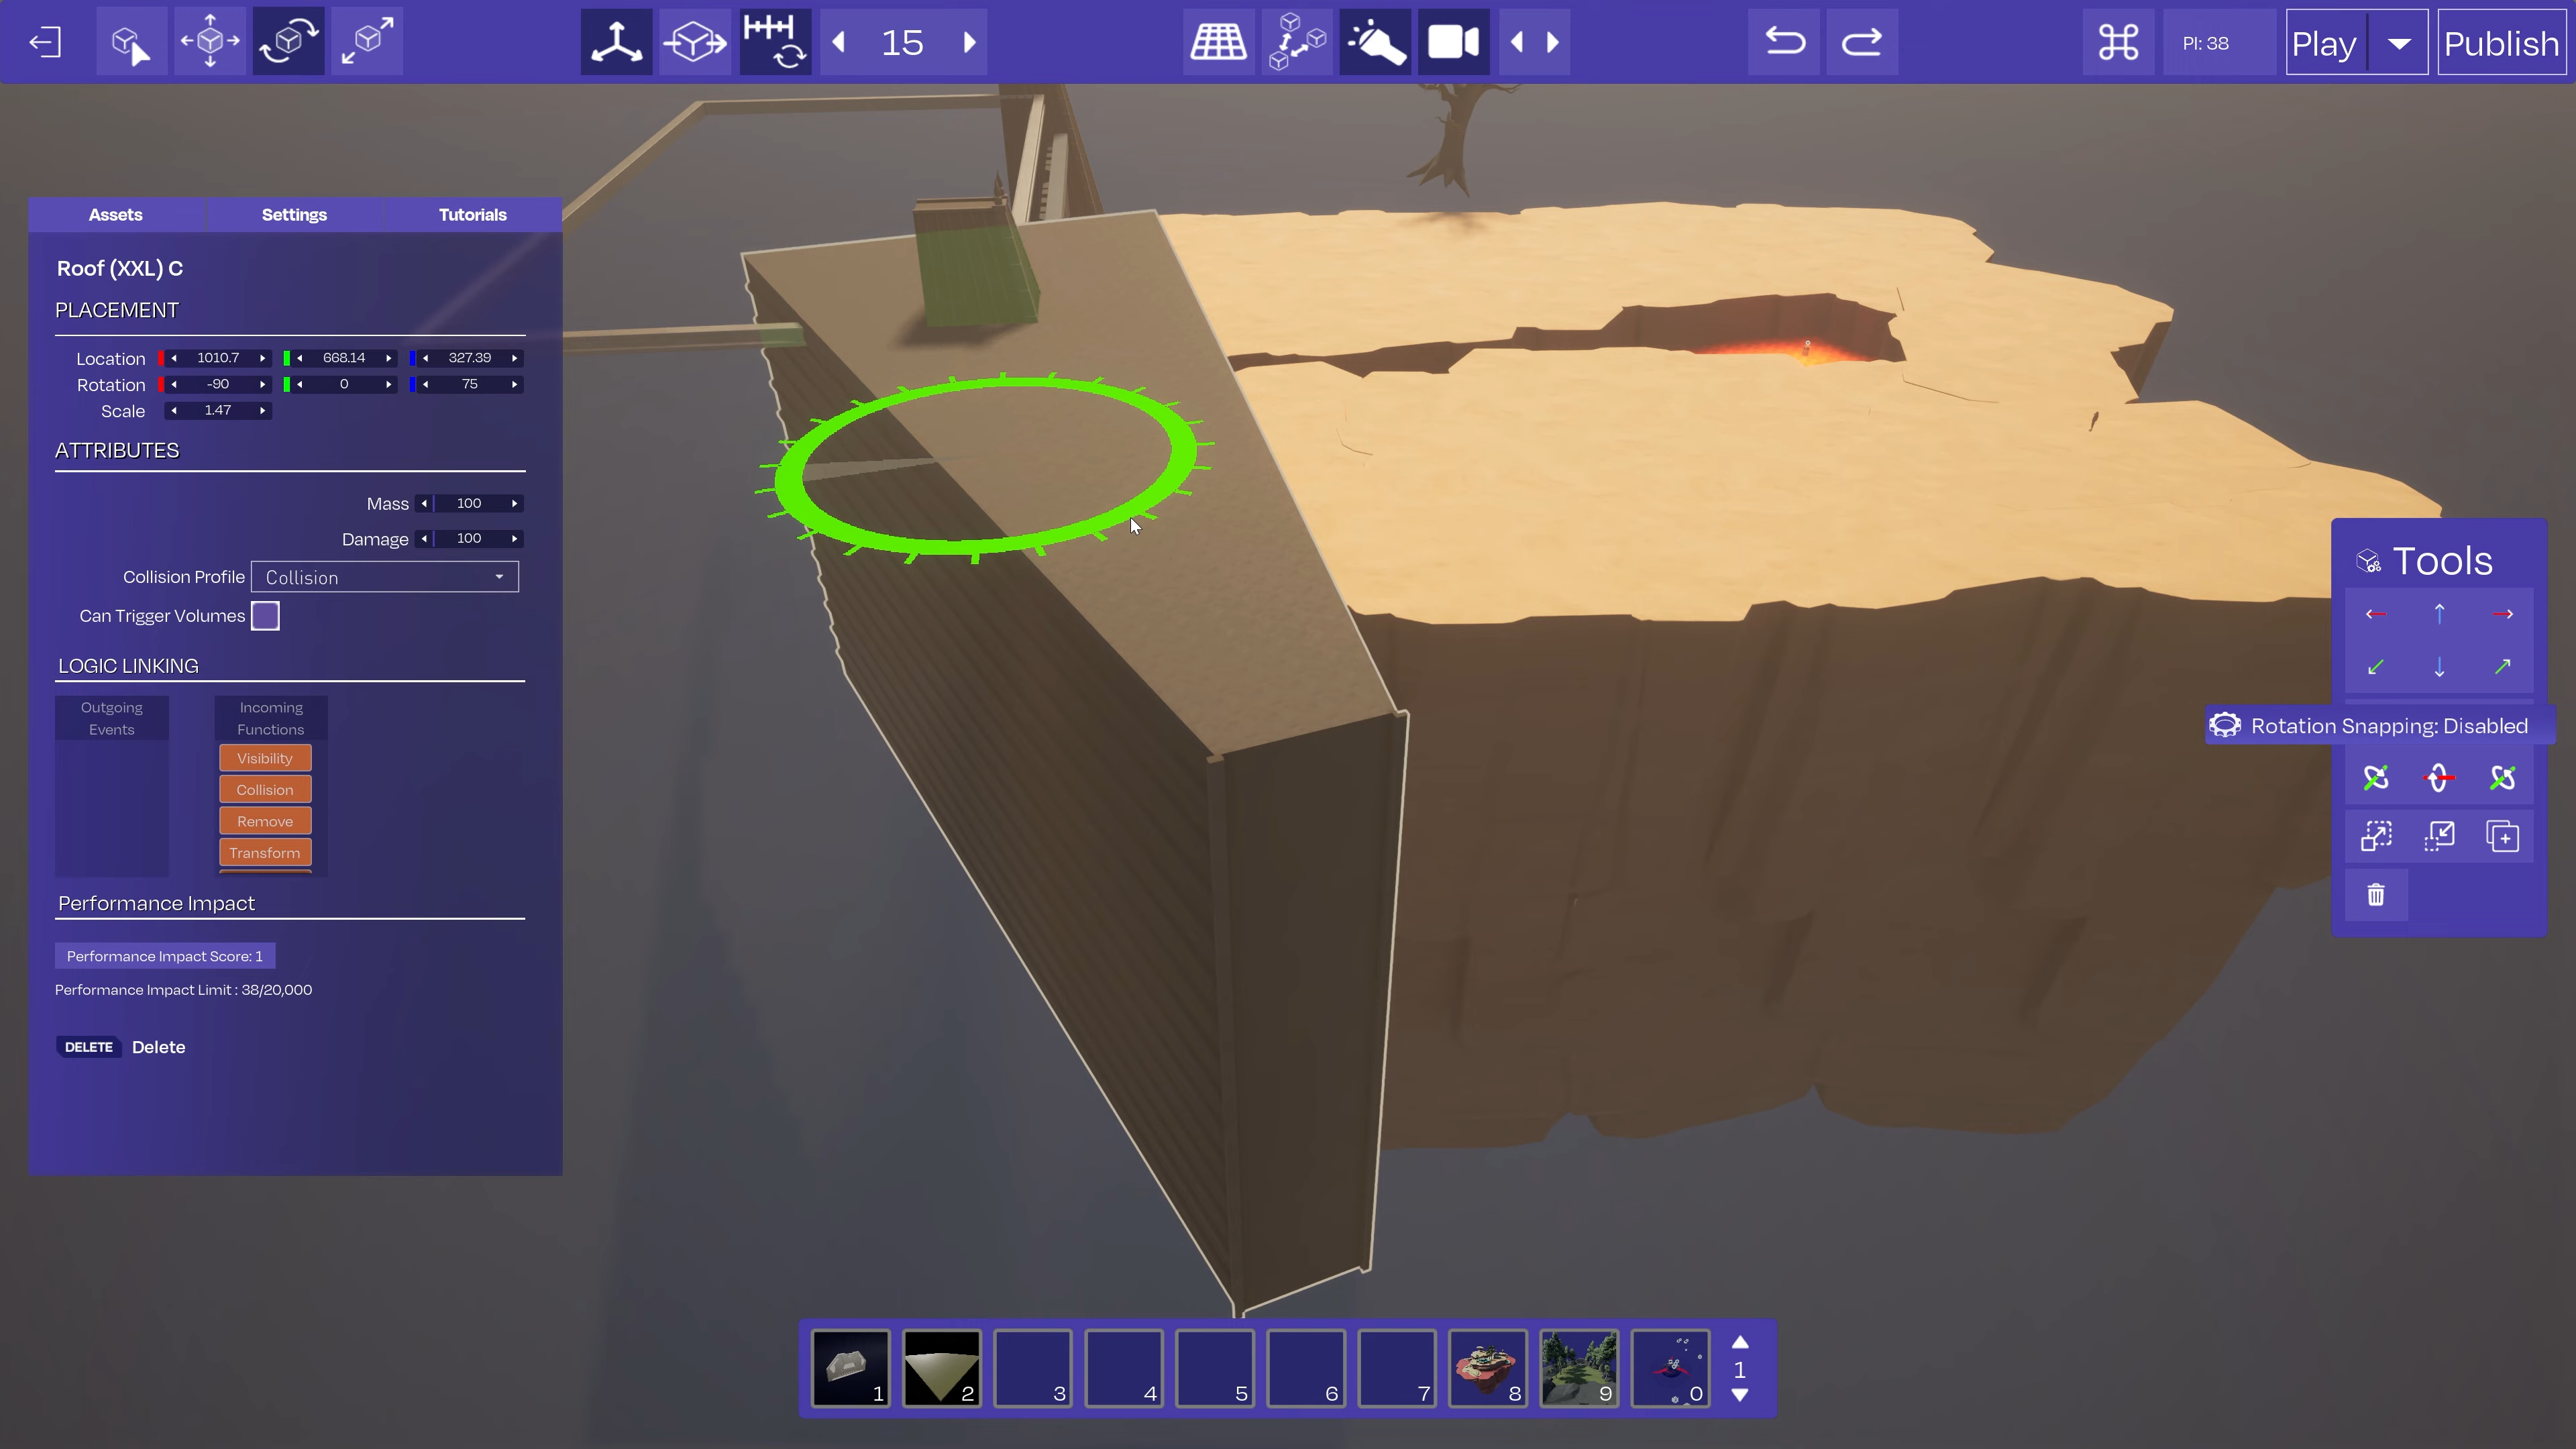 15
PI: 38
Play
Publish
Assets Settings Tutorials
Roof (XXL) C
PLACEMENT
Location 1010.7 668.14 327.39
Rotation -90 0 75
Scale 1.47
ATTRIBUTES
Mass 100
Damage 100
Collision Profile Collision
Can Trigger Volumes
LOGIC LINKING
Outgoing
Events
Incoming
Functions
Visibility
Collision
Remove
Transform
Performance Impact
Performance Impact Score: 1
Performance Impact Limit : 38/20,000
DELETE Delete
Tools
Rotation Snapping: Disabled
1 2 3 4 5 6 7 8 9 0
1